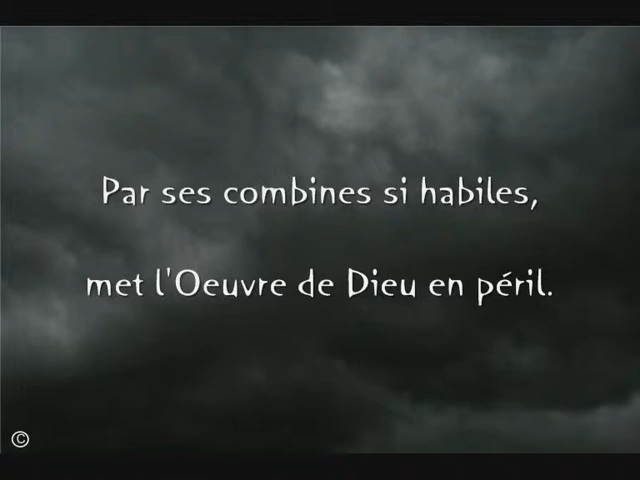 Par ses combines si habiles,
met l'Oeuvre de Dieu en péril.
©